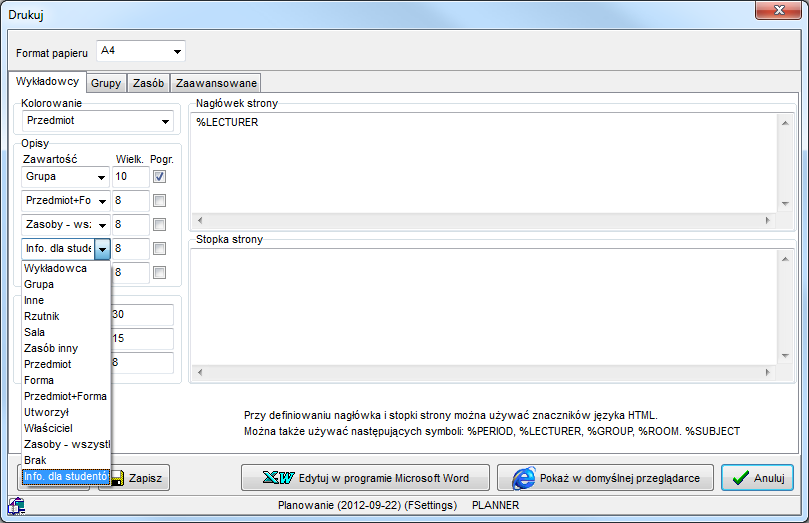 Drukuj
Format papieru A4
Wykładowcy Grupy Zasób Zaawansowane
Kolorowanie
Przedmiot
Opisy
Zawartość Wielk. Pogr.
Grupa 10
Przedmiot+Fo 8
Zasoby - wsz 8
Info. dla stude 8
8
Wykładowca
Grupa
Inne
Rzutnik
Sala
Zasób inny
Przedmiot
Forma
Przedmiot+Forma
Utworzył
Właściciel
Zasoby - wszystl
Brak
Info. dla studentó
30
15
8
Nagłówek strony
%LECTURER
Stopka strony
Przy definiowaniu nagłówka i stopki strony można używać znaczników języka HTML.
Można także używać następujących symboli: %PERIOD, %LECTURER, %GROUP, %ROOM. %SUBJECT
Zapisz
XW Edytuj w programie Microsoft Word
Pokaż w domyślnej przeglądarce
Anuluj
Planowanie (2012-09-22) (FSettings) PLANNER